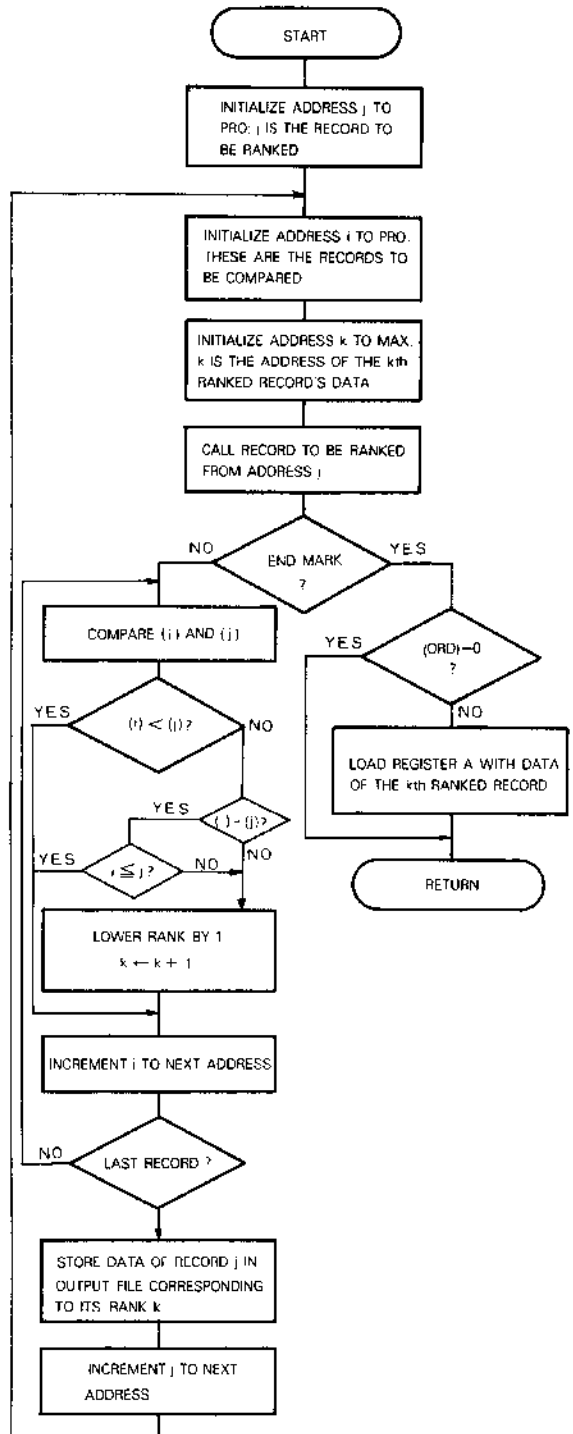 START
INITIALIZE ADDRESS j TO
PRO: j IS THE RECORD TO
BE RANKED
INITIALIZE ADDRESS i TO PRO.
THESE ARE THE RECORDS TO
BE COMPARED
INITIALIZE ADDRESS k TO MAX.
k IS THE ADDRESS OF THE kth
RANKED RECORD'S DATA
CALL RECORD TO BE RANKED
FROM ADDRESS j
NO
END MARK
?
YES
COMPARE (i) AND (j)
YES
(ORD)=0
?
NO
YES
(i) < (j)?
NO
LOAD REGISTER A WITH DATA
OF THE kth RANKED RECORD
YES
( ) - (j)?
NO
YES
≦ j?
NO
RETURN
LOWER RANK BY 1
k ← k + 1
INCREMENT i TO NEXT ADDRESS
NO
LAST RECORD ?
STORE DATA OF RECORD j IN
OUTPUT FILE CORRESPONDING
TO ITS RANK k
INCREMENT j TO NEXT
ADDRESS